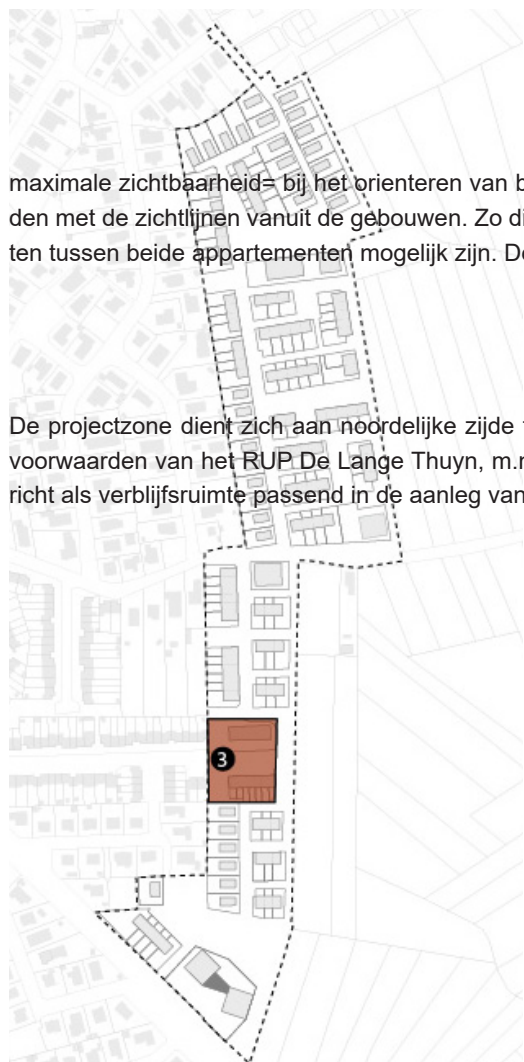 maximale zichtbaarheid= bij het orienteren van b
den met de zichtlijnen vanuit de gebouwen. Zo di
ten tussen beide appartementen mogelijk zijn. De
De projectzone dient zich aan noordelijke zijde
voorwaarden van het RUP De Lange Thuyn, m.n
richt als verblijfsruimte passend in de aanleg van
3